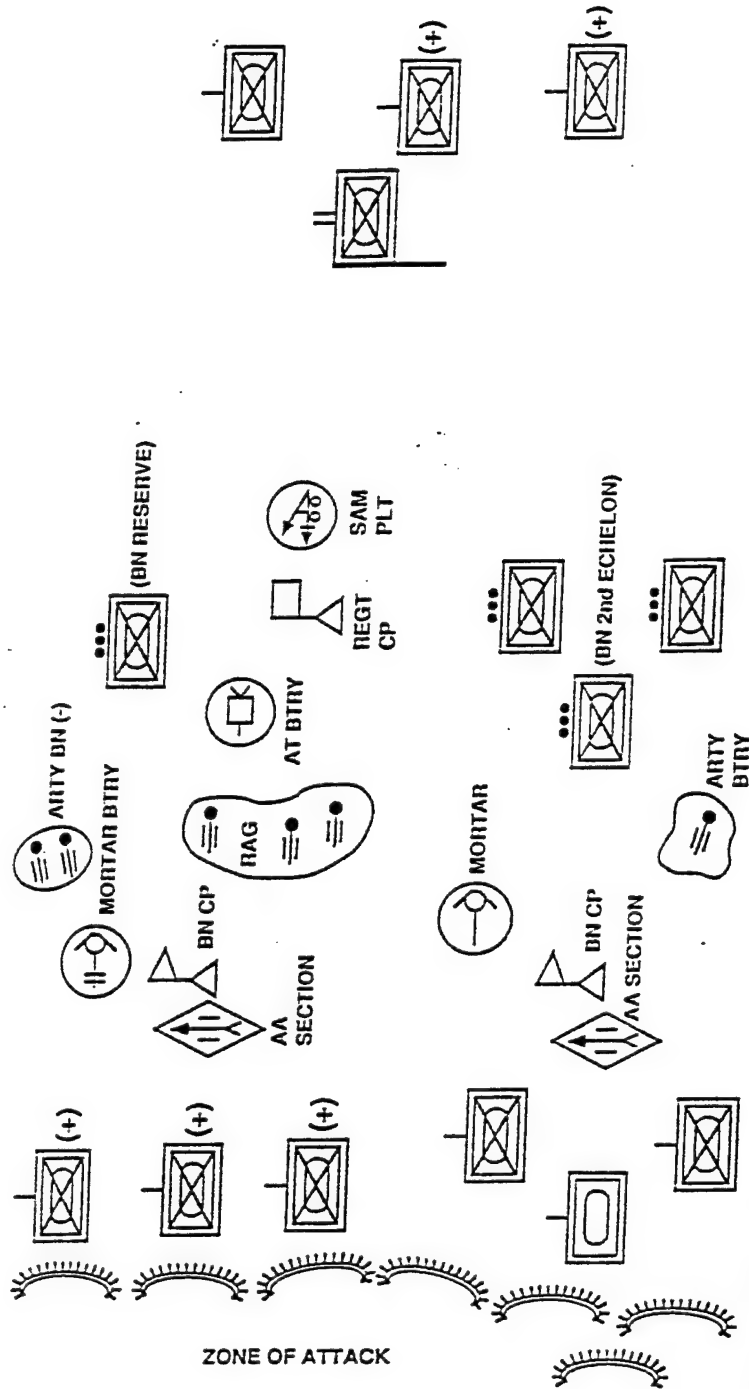 (+)
(+)
(BN RESERVE)
SAM
PLT
REGT
CP
(BN 2nd ECHELON)
ARTY BN (-)
MORTAR BTRY
AT BTRY
RAG
BN CP
AA
SECTION
MORTAR
ARTY
BTRY
BN CP
AA SECTION
(+)
(+)
(+)
ZONE OF ATTACK